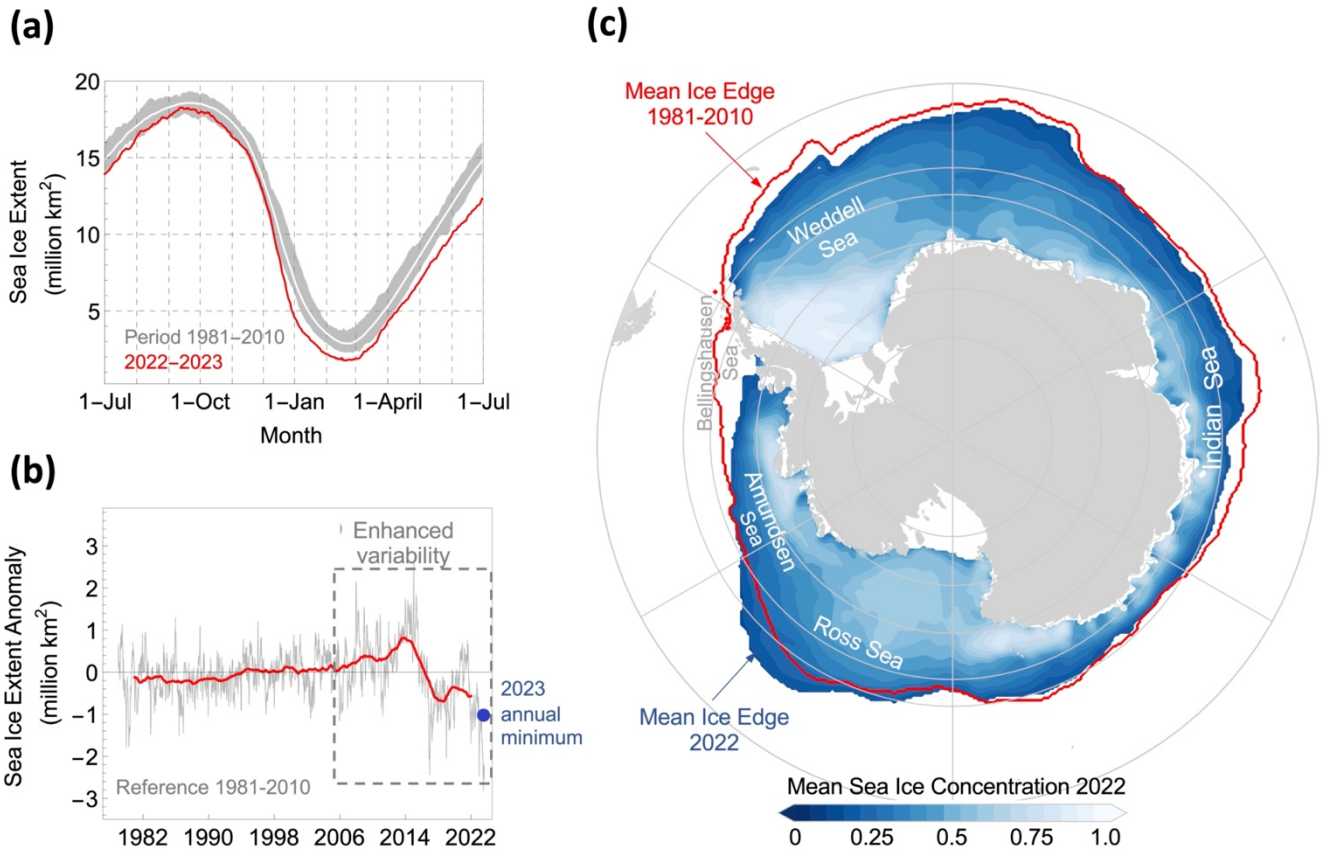 (a)
20
15
10
5
Sea Ice Extent
(million km²)
Period 1981–2010
2022–2023
1-Jul
1-Oct
1-Jan
1-April
1-Jul
Month
(b)
3
2
1
0
−1
−2
−3
Sea Ice Extent Anomaly
(million km²)
Enhanced
variability
2023
annual
minimum
Reference 1981-2010
1982
1990
1998
2006
2014
2022
(c)
Mean Ice Edge
1981-2010
Weddell
Sea
Bellingshausen
Sea
Indian Sea
Amundsen
Sea
Ross Sea
Mean Ice Edge
2022
Mean Sea Ice Concentration 2022
0
0.25
0.5
0.75
1.0